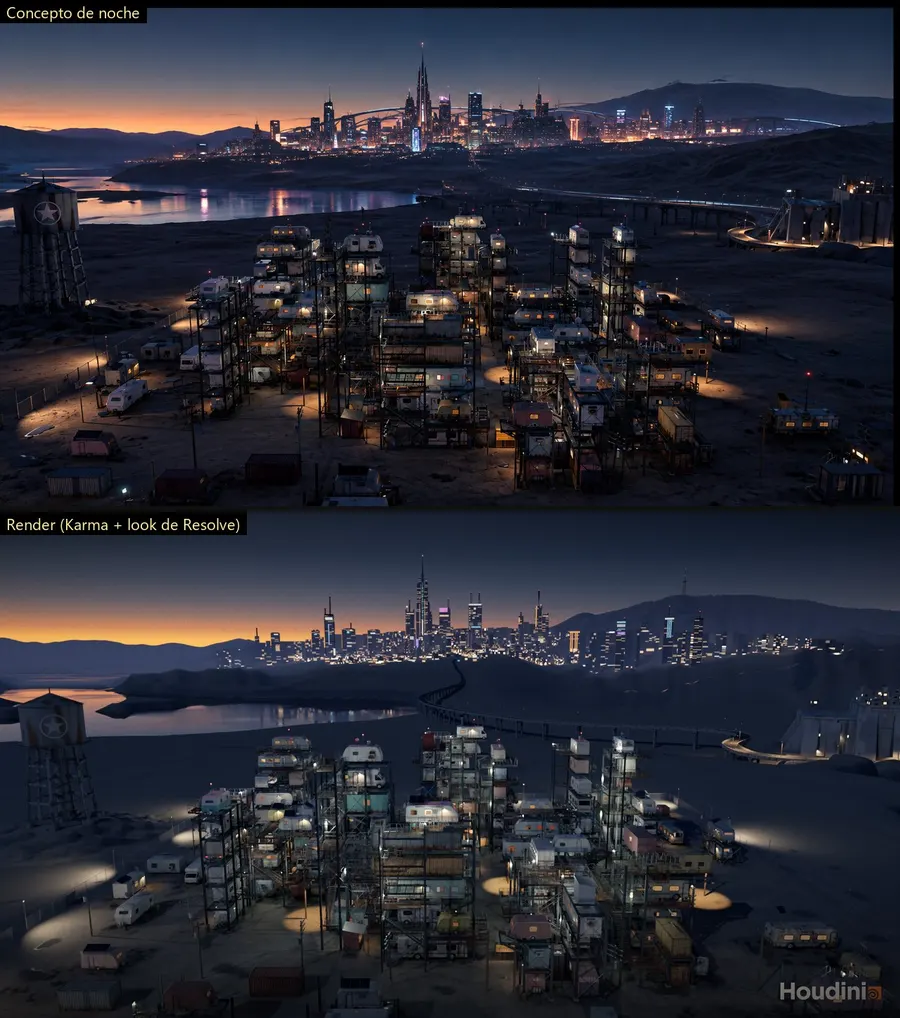 Concepto de noche
Render (Karma + look de Resolve)
Houdini